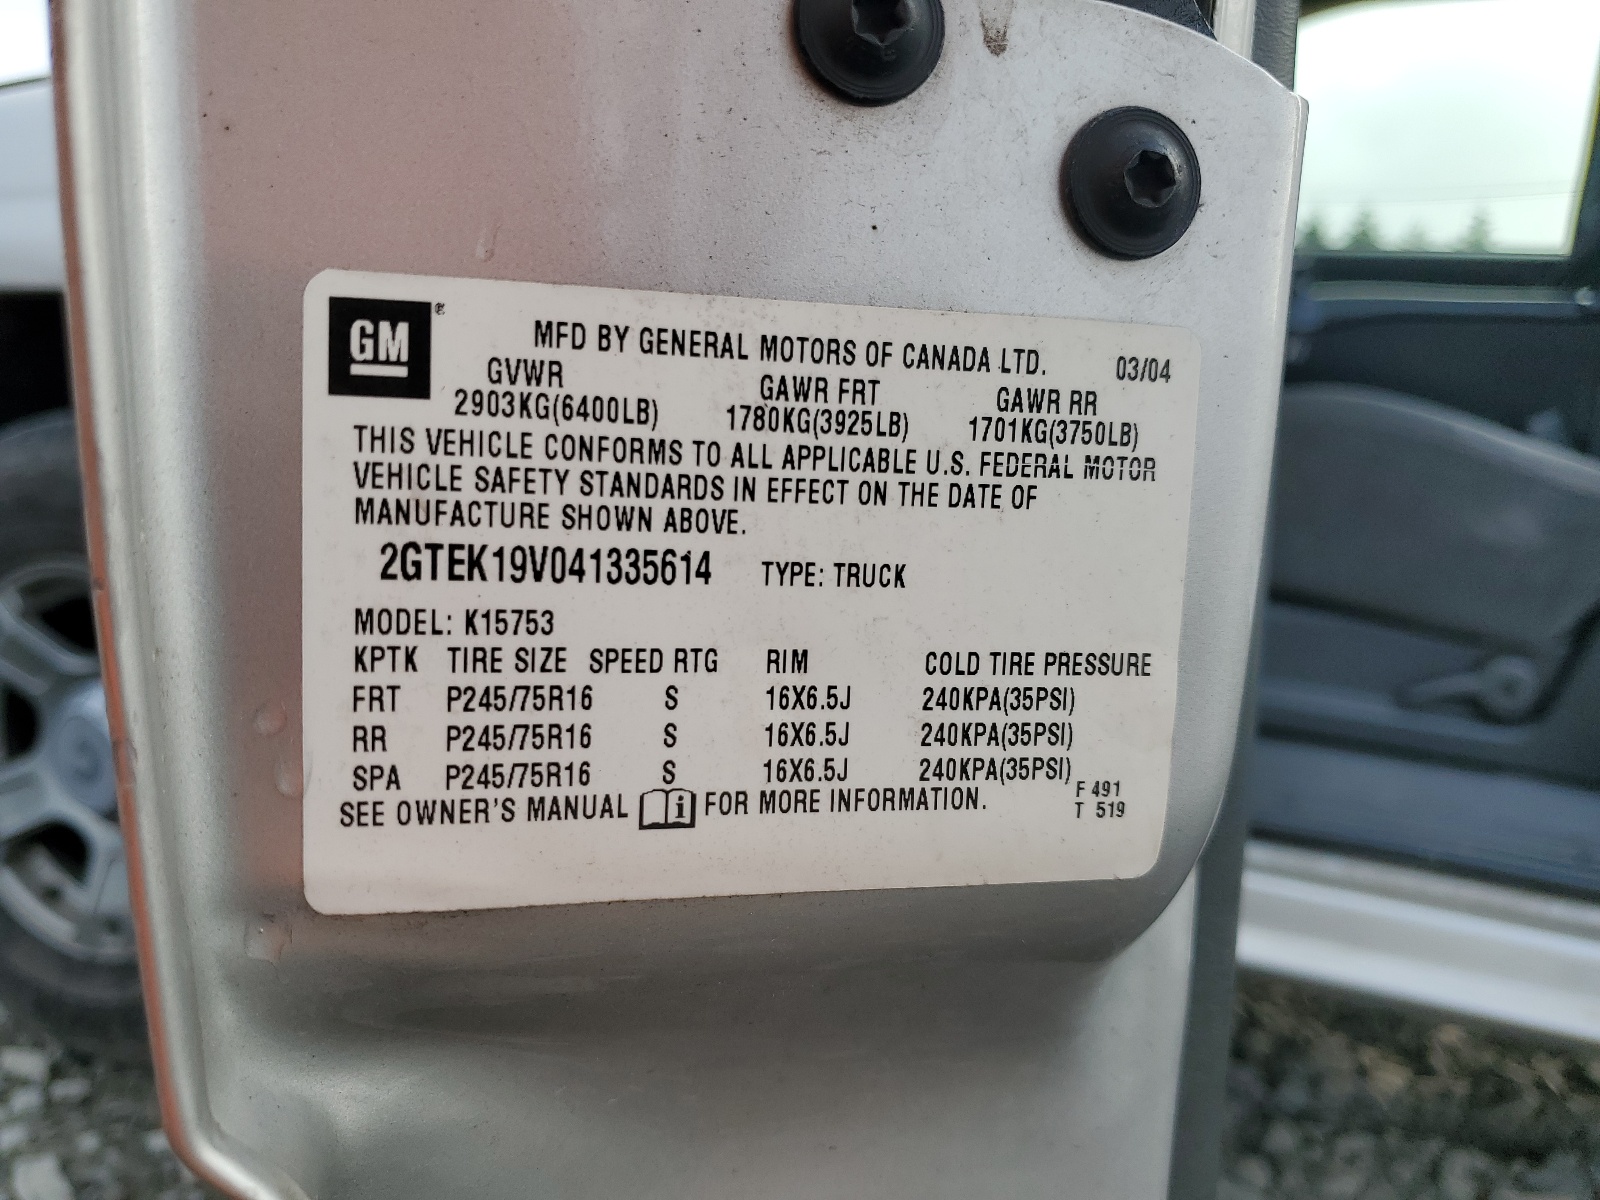 GM®
MFD BY GENERAL MOTORS OF CANADA LTD. 03/04
GVWR GAWR FRT GAWR RR
2903KG(6400LB) 1780KG(3925LB) 1701KG(3750LB)
THIS VEHICLE CONFORMS TO ALL APPLICABLE U.S. FEDERAL MOTOR
VEHICLE SAFETY STANDARDS IN EFFECT ON THE DATE OF
MANUFACTURE SHOWN ABOVE.
2GTEK19V041335614 TYPE: TRUCK
MODEL: K15753
KPTK TIRE SIZE SPEED RTG RIM COLD TIRE PRESSURE
FRT P245/75R16 S 16X6.5J 240KPA(35PSI)
RR P245/75R16 S 16X6.5J 240KPA(35PSI)
SPA P245/75R16 S 16X6.5J 240KPA(35PSI)
SEE OWNER'S MANUAL i FOR MORE INFORMATION.
F 491
T 519